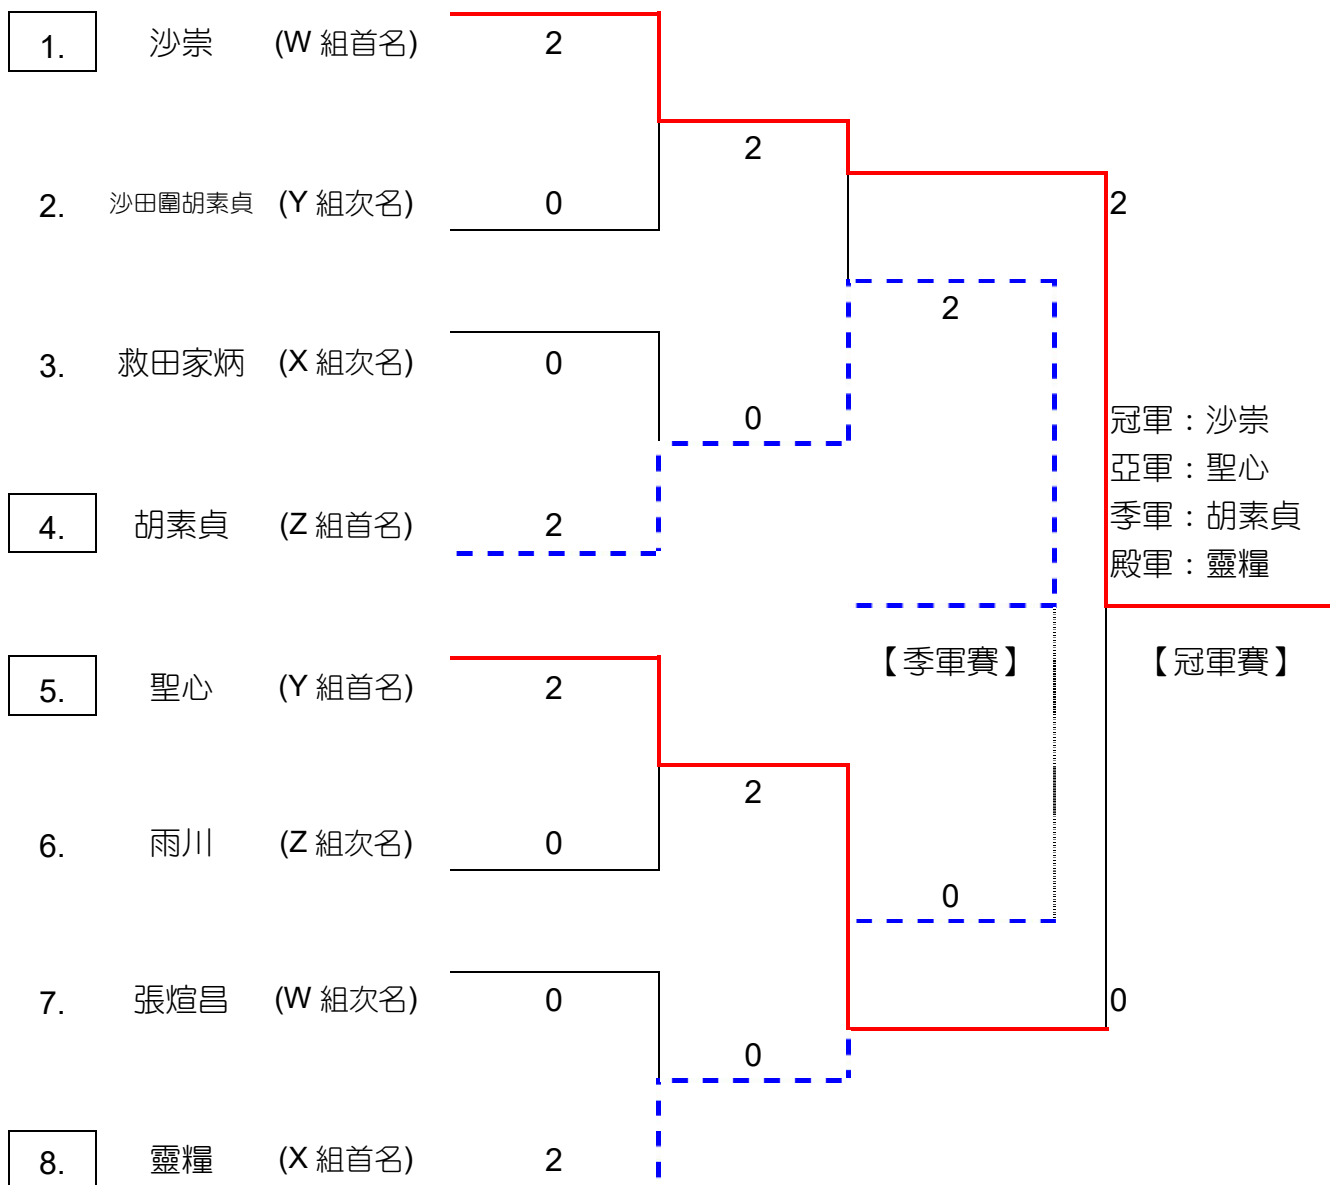 1. 沙崇 (W 組首名) 2
2
2. 沙田圍胡素貞 (Y 組次名) 0
2
2
3. 救田家炳 (X 組次名) 0
0
冠軍：沙崇
亞軍：聖心
季軍：胡素貞
殿軍：靈糧
4. 胡素貞 (Z 組首名) 2
【季軍賽】 【冠軍賽】
5. 聖心 (Y 組首名) 2
2
6. 雨川 (Z 組次名) 0
0
7. 張煊昌 (W 組次名) 0
0
0
8. 靈糧 (X 組首名) 2